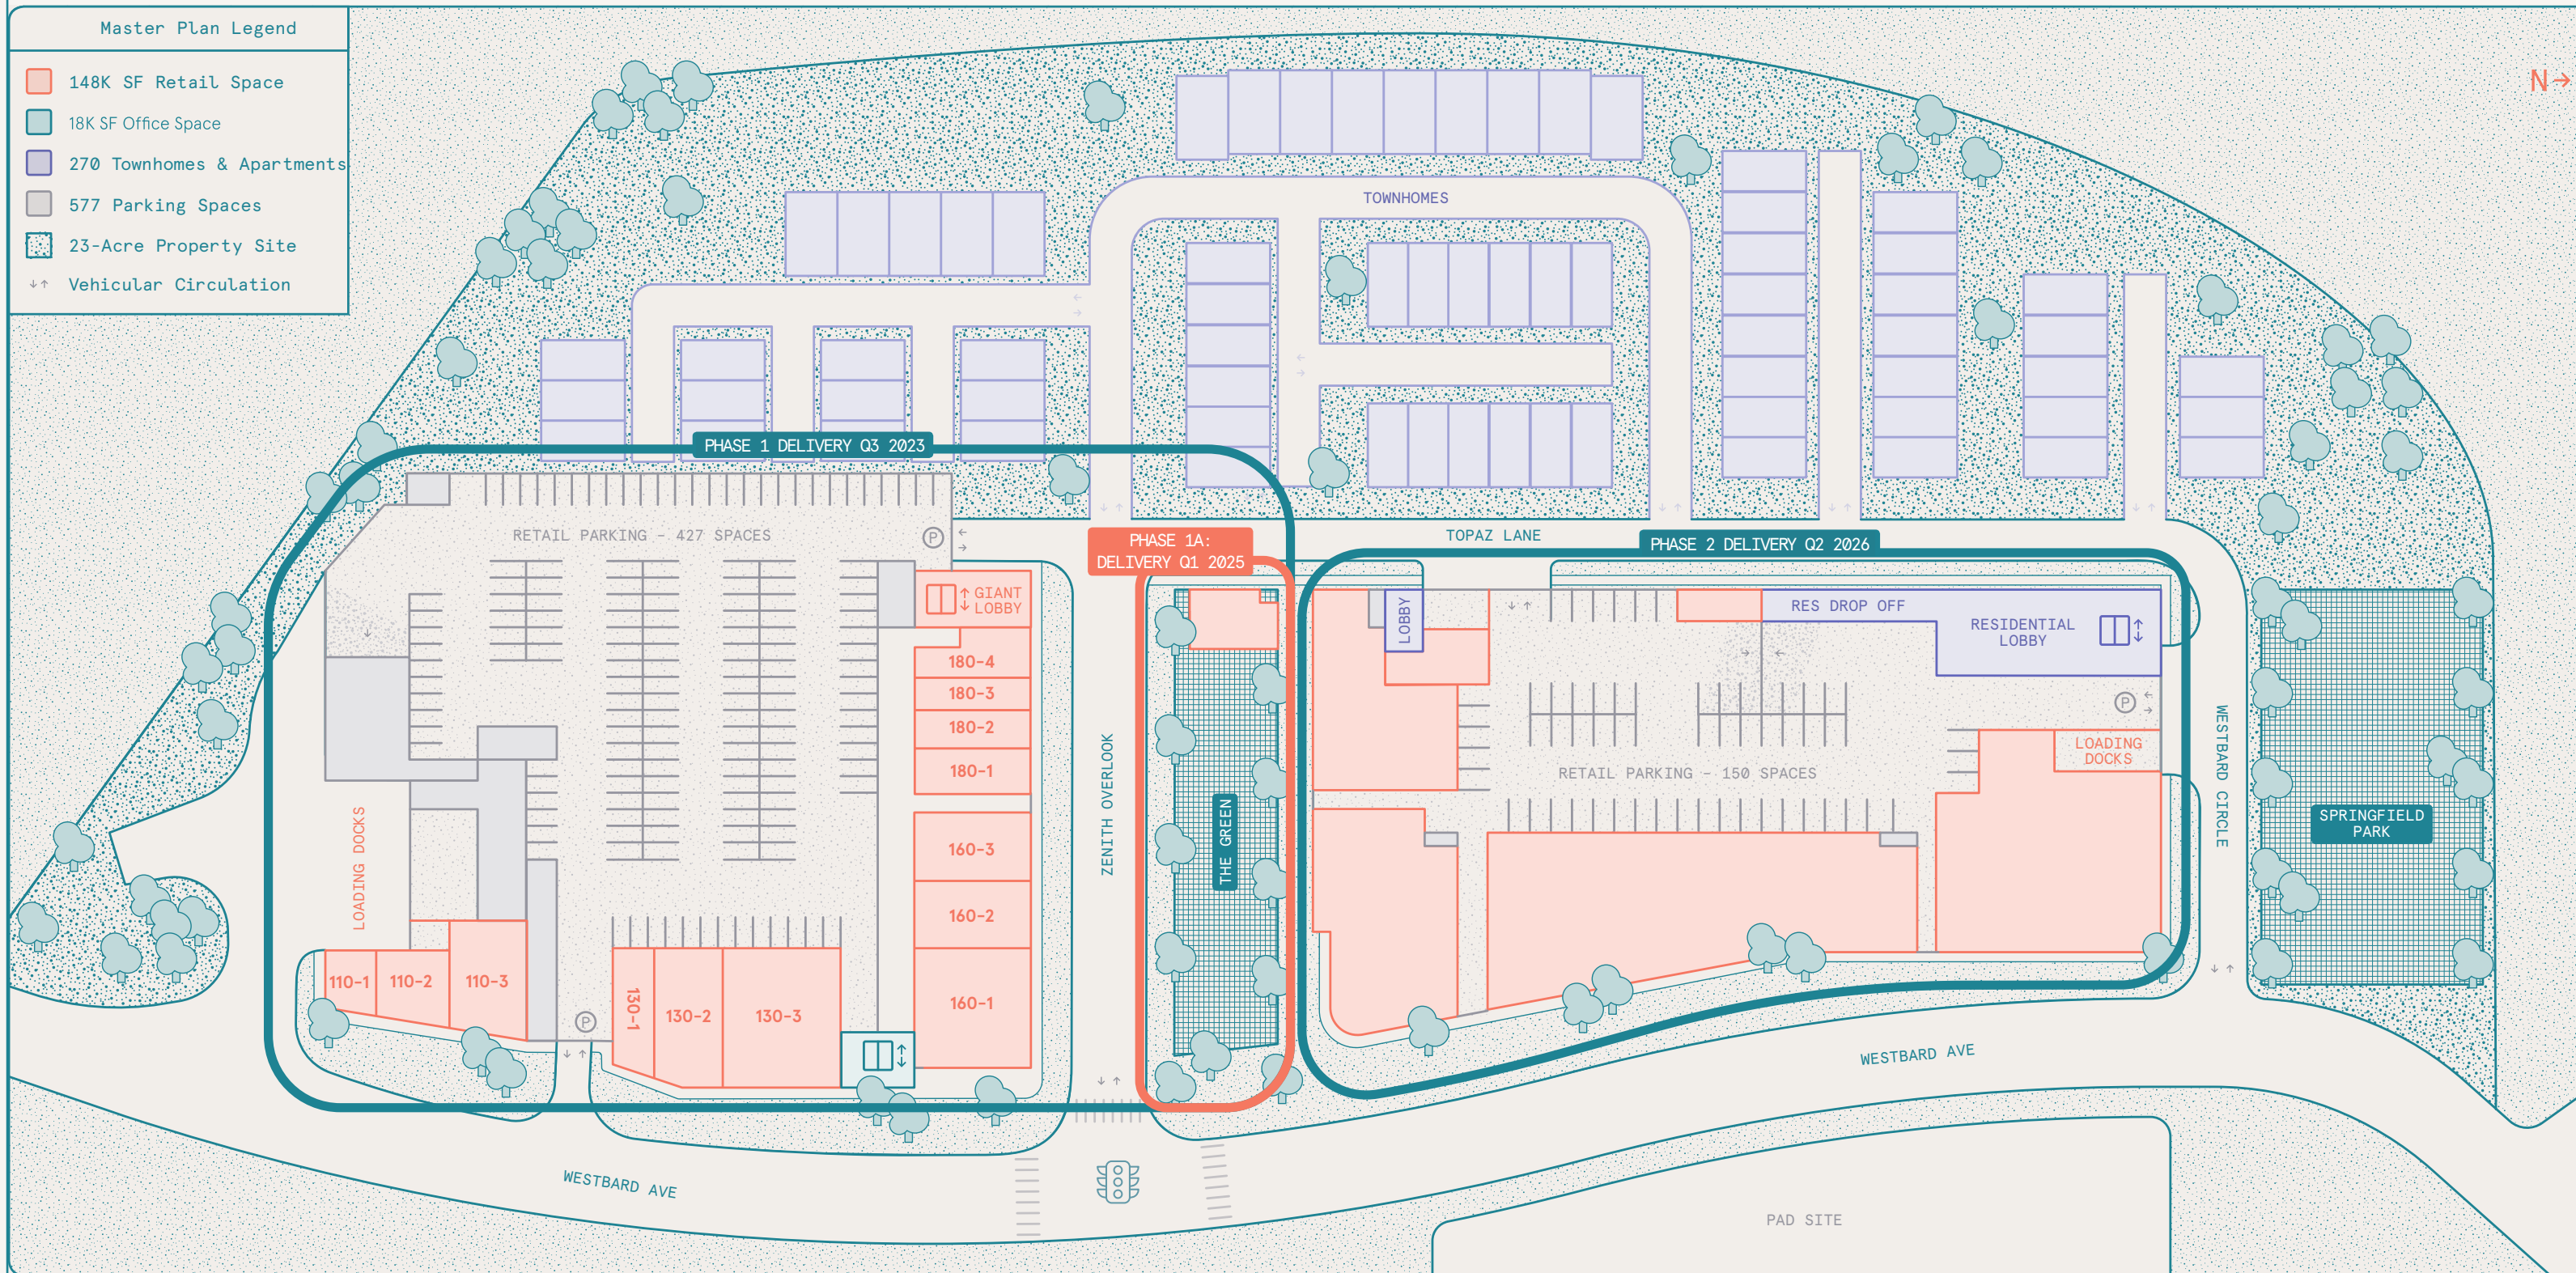 Master Plan Legend
148K SF Retail Space
18K SF Office Space
270 Townhomes & Apartments
577 Parking Spaces
23-Acre Property Site
↓↑ Vehicular Circulation
N→
TOWNHOMES
PHASE 1 DELIVERY Q3 2023
RETAIL PARKING - 427 SPACES
P
GIANT
LOBBY
180-4
180-3
180-2
180-1
160-3
160-2
160-1
LOADING DOCKS
110-1
110-2
110-3
P
130-1
130-2
130-3
ZENITH OVERLOOK
PHASE 1A:
DELIVERY Q1 2025
THE GREEN
TOPAZ LANE
PHASE 2 DELIVERY Q2 2026
LOBBY
RES DROP OFF
RESIDENTIAL
LOBBY
P
LOADING
DOCKS
RETAIL PARKING - 150 SPACES
WESTBARD CIRCLE
SPRINGFIELD
PARK
WESTBARD AVE
WESTBARD AVE
PAD SITE